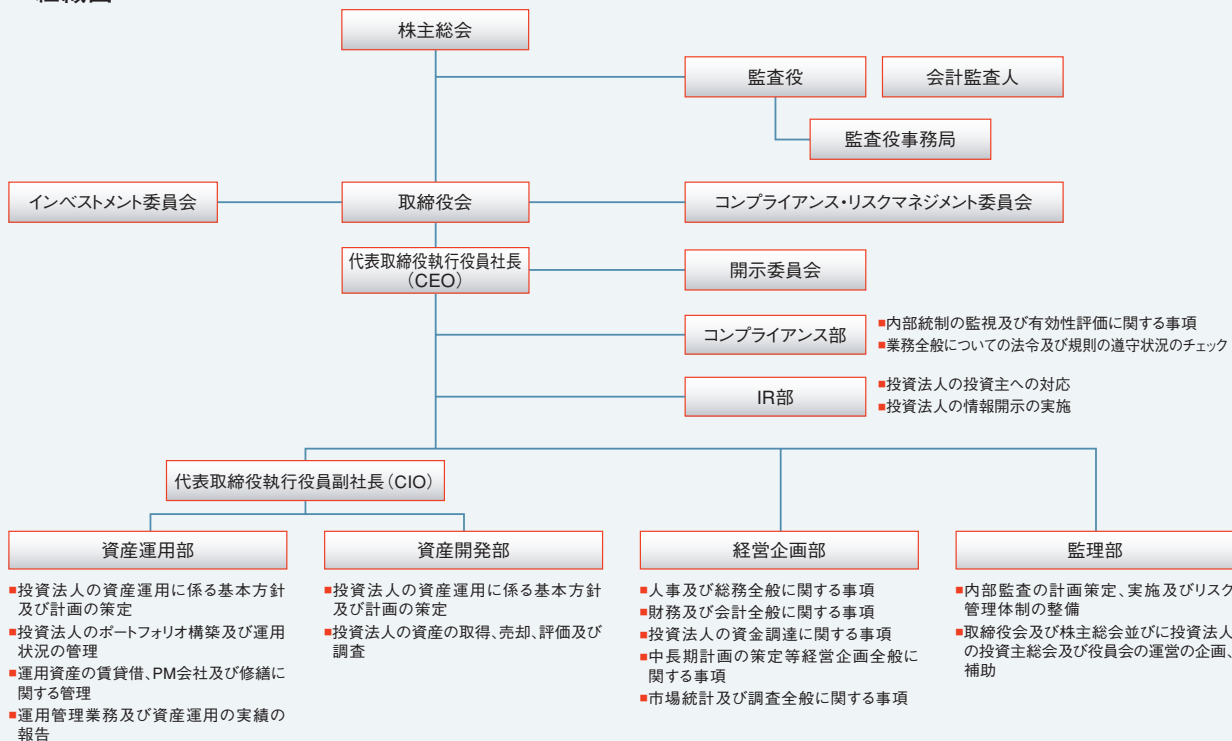 株主総会
監査役
会計監査人
監査役事務局
インベストメント委員会
取締役会
コンプライアンス・リスクマネジメント委員会
代表取締役執行役員社長
(CEO)
開示委員会
コンプライアンス部
■内部統制の監視及び有効性評価に関する事項
■業務全般についての法令及び規則の遵守状況のチェック
IR部
■投資法人の投資主への対応
■投資法人の情報開示の実施
代表取締役執行役員副社長(CIO)
資産運用部
■投資法人の資産運用に係る基本方針
及び計画の策定
■投資法人のポートフォリオ構築及び運用
状況の管理
■運用資産の賃貸借、PM会社及び修繕に
関する管理
■運用管理業務及び資産運用の実績の
報告
資産開発部
■投資法人の資産運用に係る基本方針
及び計画の策定
■投資法人の資産の取得、売却、評価及び
調査
経営企画部
■人事及び総務全般に関する事項
■財務及び会計全般に関する事項
■投資法人の資金調達に関する事項
■中長期計画の策定等経営企画全般に
関する事項
■市場統計及び調査全般に関する事項
監理部
■内部監査の計画策定、実施及びリスク
管理体制の整備
■取締役会及び株主総会並びに投資法人
の投資主総会及び役員会の運営の企画、
補助